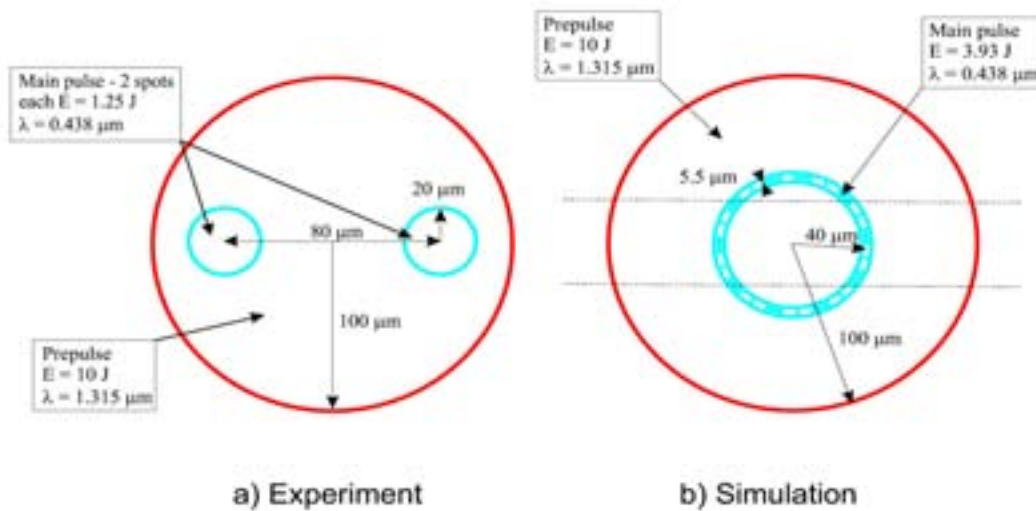 Main pulse - 2 spots
each E = 1.25 J
λ = 0.438 μm
20 μm
80 μm
100 μm
Prepulse
E = 10 J
λ = 1.315 μm
a) Experiment
Prepulse
E = 10 J
λ = 1.315 μm
Main pulse
E = 3.93 J
λ = 0.438 μm
5.5 μm
40 μm
100 μm
b) Simulation